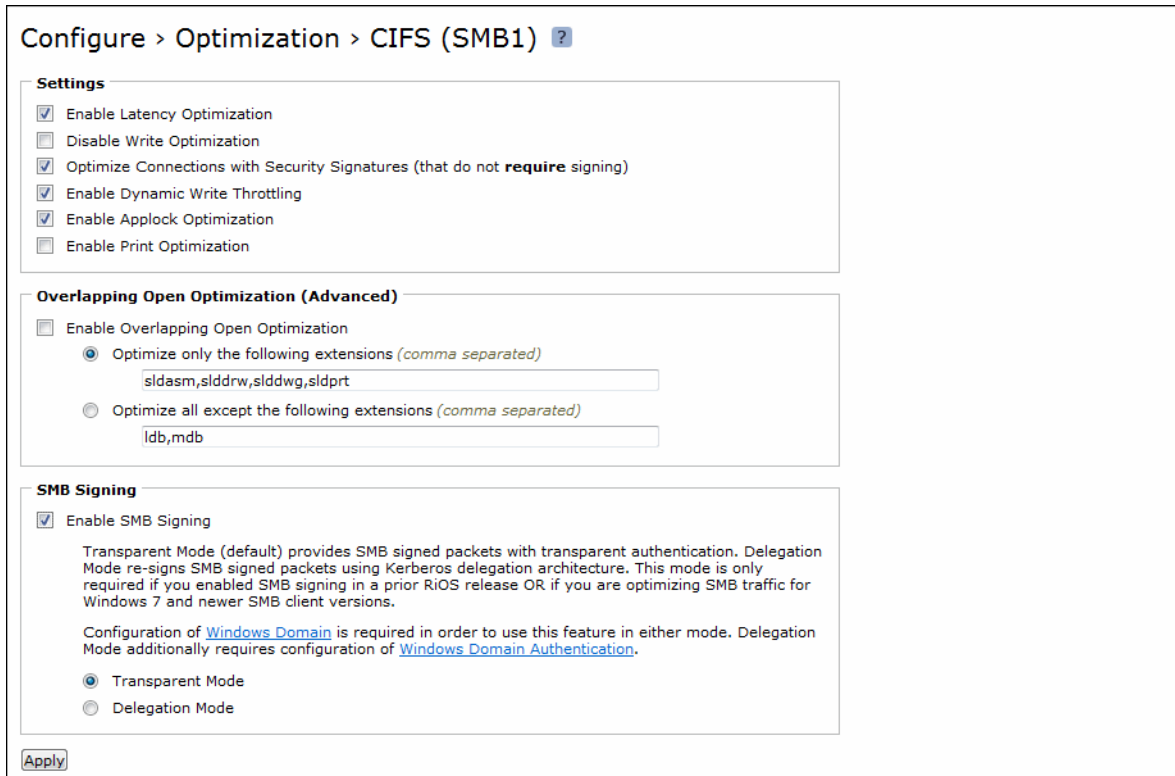 Configure › Optimization › CIFS (SMB1) ?
Settings
Enable Latency Optimization
Disable Write Optimization
Optimize Connections with Security Signatures (that do not require signing)
Enable Dynamic Write Throttling
Enable Applock Optimization
Enable Print Optimization
Overlapping Open Optimization (Advanced)
Enable Overlapping Open Optimization
Optimize only the following extensions (comma separated)
sldasm,slddrw,slddwg,sldprt
Optimize all except the following extensions (comma separated)
ldb,mdb
SMB Signing
Enable SMB Signing
Transparent Mode (default) provides SMB signed packets with transparent authentication. Delegation
Mode re-signs SMB signed packets using Kerberos delegation architecture. This mode is only
required if you enabled SMB signing in a prior RiOS release OR if you are optimizing SMB traffic for
Windows 7 and newer SMB client versions.
Configuration of Windows Domain is required in order to use this feature in either mode. Delegation
Mode additionally requires configuration of Windows Domain Authentication.
Transparent Mode
Delegation Mode
Apply